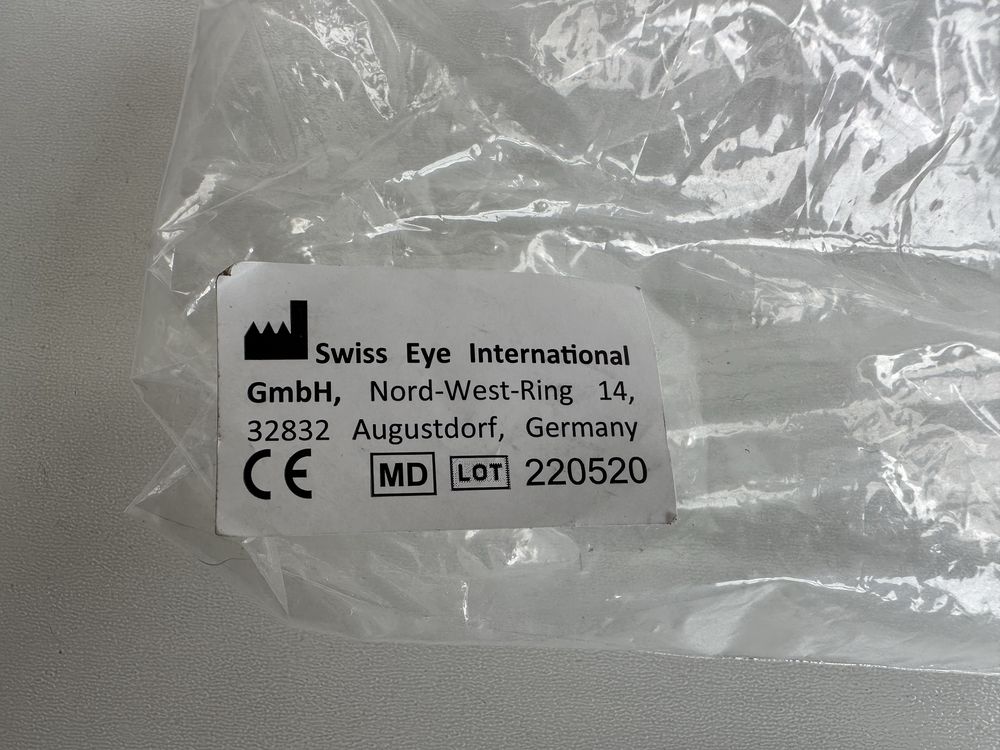 Swiss Eye International
GmbH, Nord-West-Ring 14,
32832 Augustdorf, Germany
CE MD LOT 220520